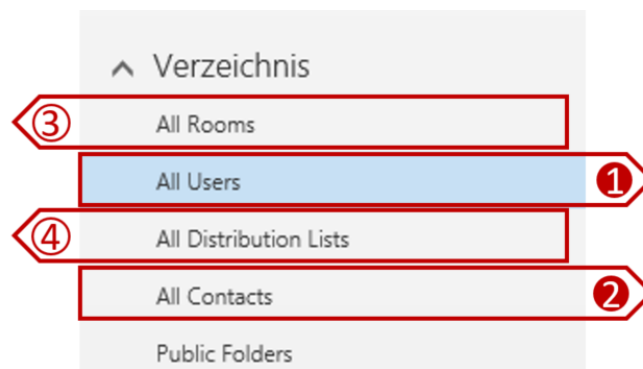 Verzeichnis
③ All Rooms
All Users ❶
④ All Distribution Lists
All Contacts ❷
Public Folders